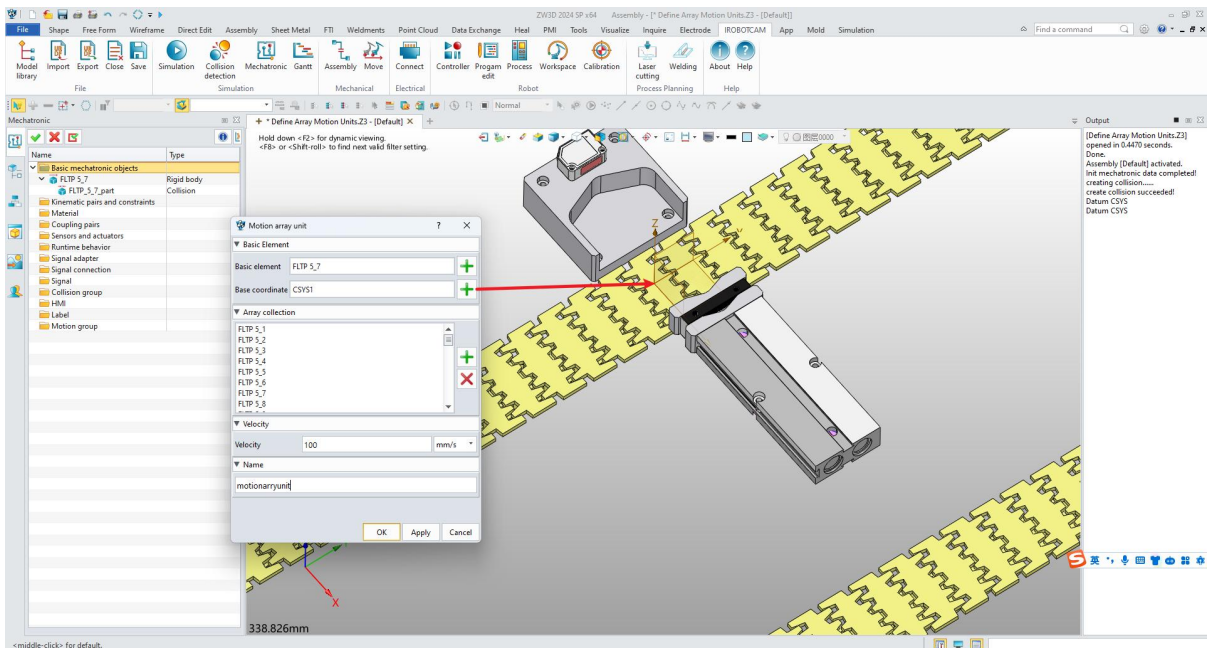 ZW3D 2024 SP x64 Assembly - [* Define Array Motion Units.Z3 - [Default]]
File Shape Free Form Wireframe Direct Edit Assembly Sheet Metal FTI Weldments Point Cloud Data Exchange Heal PMI Tools Visualize Inquire Electrode IROBOTCAM App Mold Simulation Find a command
Model library Import Export Close Save Simulation Collision detection Mechatronic Gantt Assembly Move Connect Controller Progam edit Process Workspace Calibration Laser cutting Welding About Help
File Simulation Mechanical Electrical Robot Process Planning Help
Normal 图层0000
Mechatronic
* Define Array Motion Units.Z3 - [Default]
Output
Hold down <F2> for dynamic viewing.
<F8> or <Shift-roll> to find next valid filter setting.
Name Type
Basic mechatronic objects
FLTP 5_7 Rigid body
FLTP_5_7_part Collision
Kinematic pairs and constraints
Material
Coupling pairs
Sensors and actuators
Runtime behavior
Signal adapter
Signal connection
Signal
Collision group
HMI
Label
Motion group
Motion array unit ? ×
Basic Element
Basic element FLTP 5_7
Base coordinate CSYS1
Array collection
FLTP 5_1
FLTP 5_2
FLTP 5_3
FLTP 5_4
FLTP 5_5
FLTP 5_6
FLTP 5_7
FLTP 5_8
Velocity
Velocity 100 mm/s
Name
motionarryunit
OK Apply Cancel
Z
Y
X
338.826mm
[Define Array Motion Units.Z3]
opened in 0.4470 seconds.
Done.
Assembly [Default] activated.
Init mechatronic data completed!
creating collision......
create collision succeeded!
Datum CSYS
Datum CSYS
S 英
<middle-click> for default.